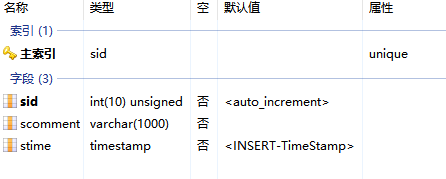 名称 类型 空 默认值 属性
索引 (1)
主索引 sid unique
字段 (3)
sid int(10) unsigned 否 <auto_increment>
scomment varchar(1000) 否
stime timestamp 否 <INSERT-TimeStamp>